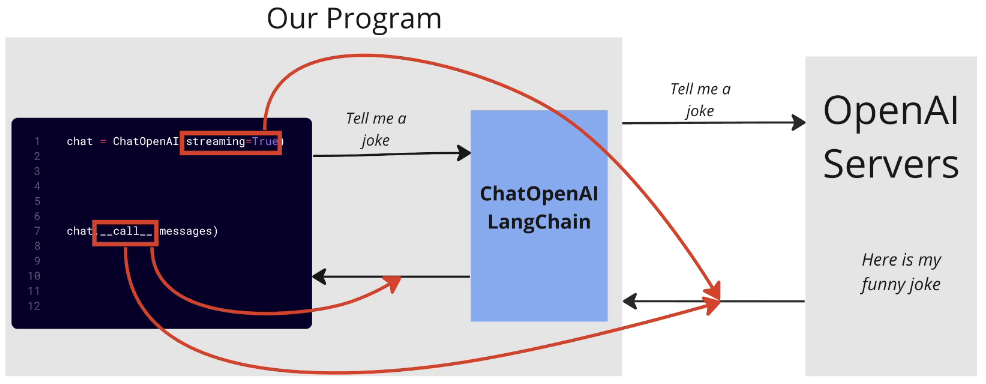 Our Program
Tell me a
joke
Tell me a
joke
OpenAI
Servers
1 chat = ChatOpenAI(streaming=True)
2
3
4
5
6
7 chat.__call__(messages)
8
9
10
11
12
ChatOpenAI
LangChain
Here is my
funny joke